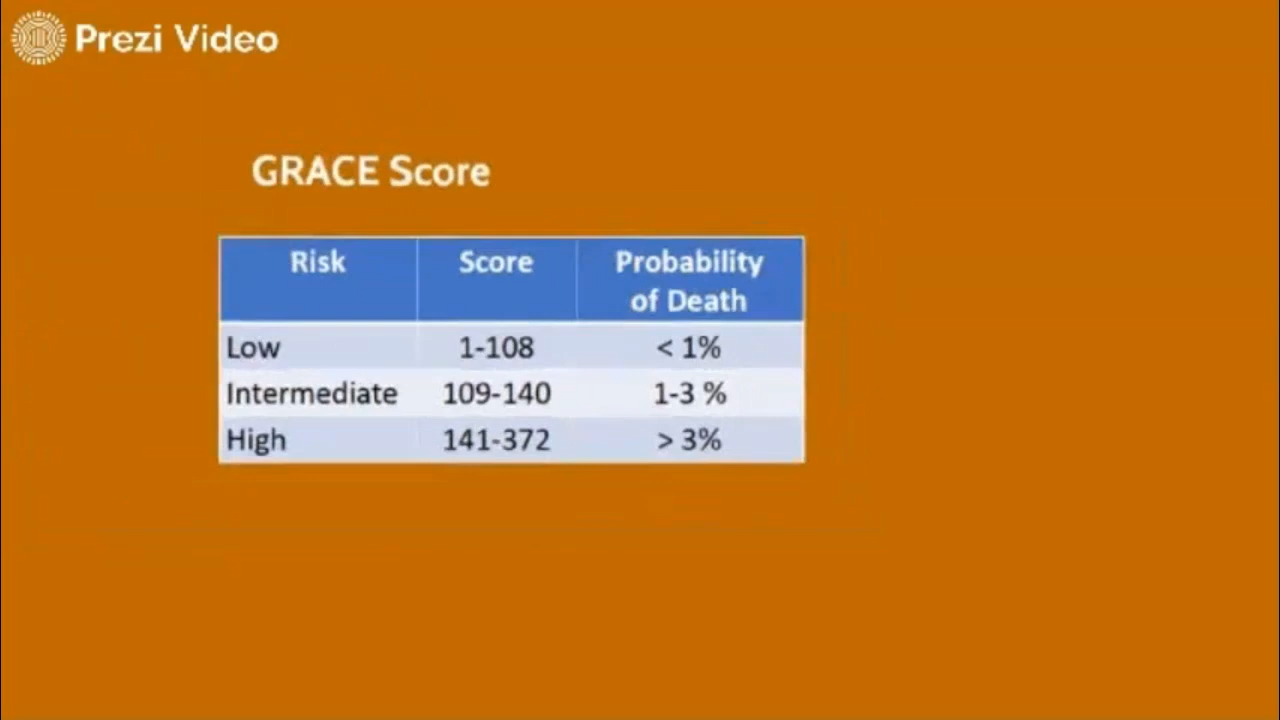 Prezi Video
GRACE Score
Risk Score Probability of Death
Low 1-108 < 1%
Intermediate 109-140 1-3 %
High 141-372 > 3%